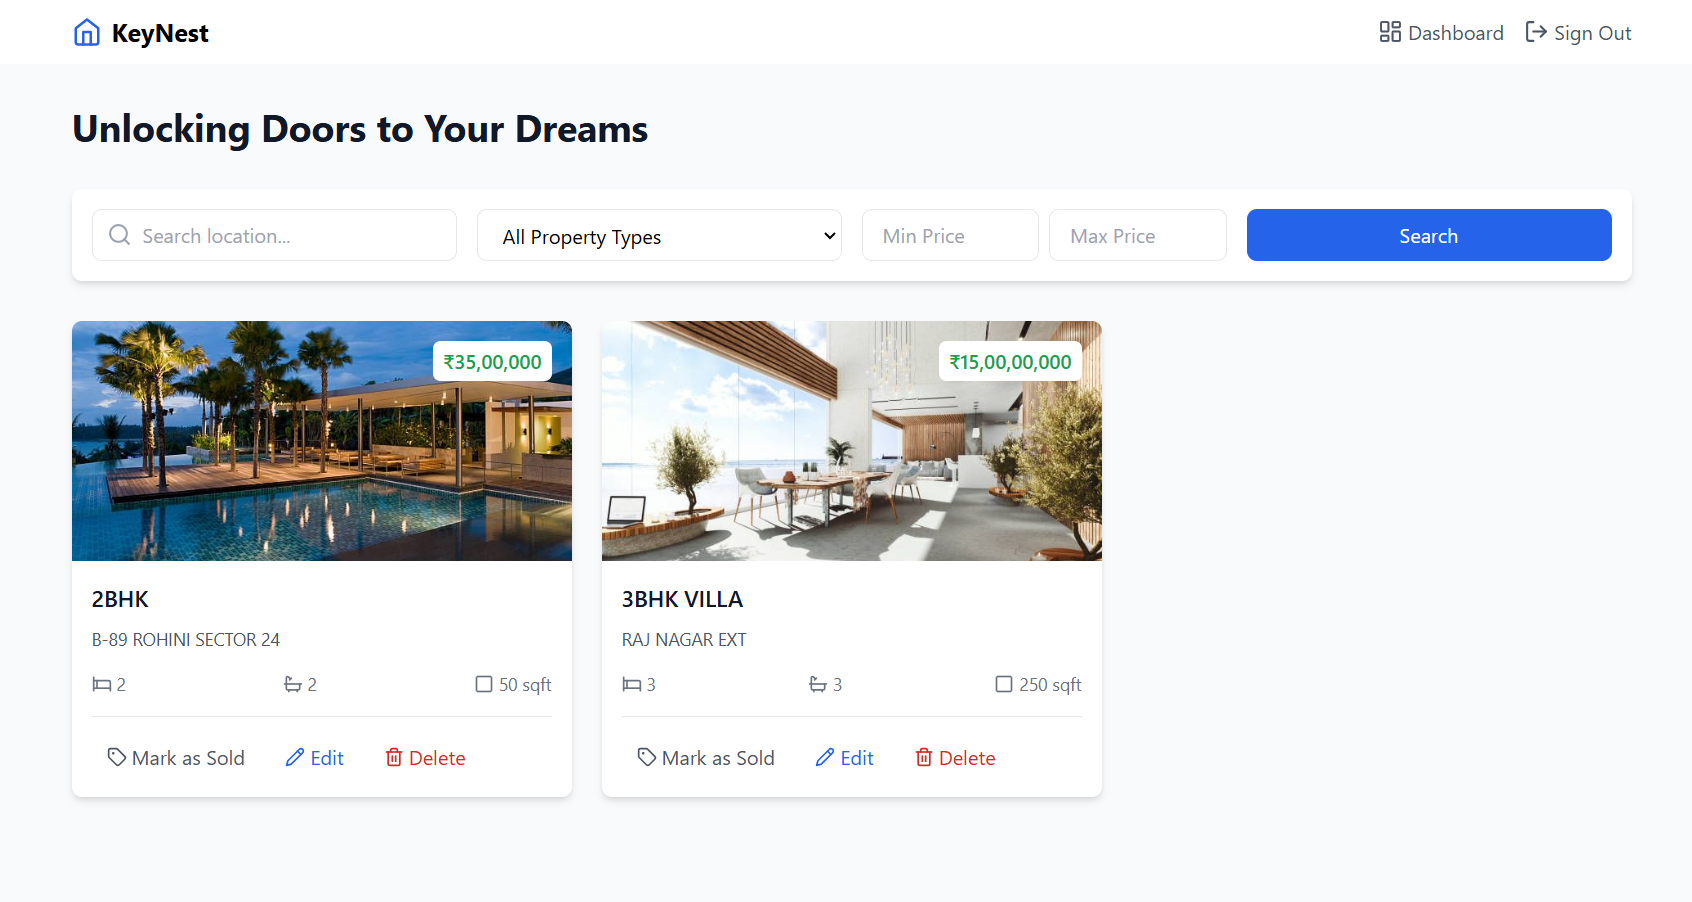 KeyNest
Dashboard
Sign Out
Unlocking Doors to Your Dreams
Search location...
All Property Types
Min Price
Max Price
Search
₹35,00,000
2BHK
B-89 ROHINI SECTOR 24
2
2
50 sqft
Mark as Sold
Edit
Delete
₹15,00,00,000
3BHK VILLA
RAJ NAGAR EXT
3
3
250 sqft
Mark as Sold
Edit
Delete